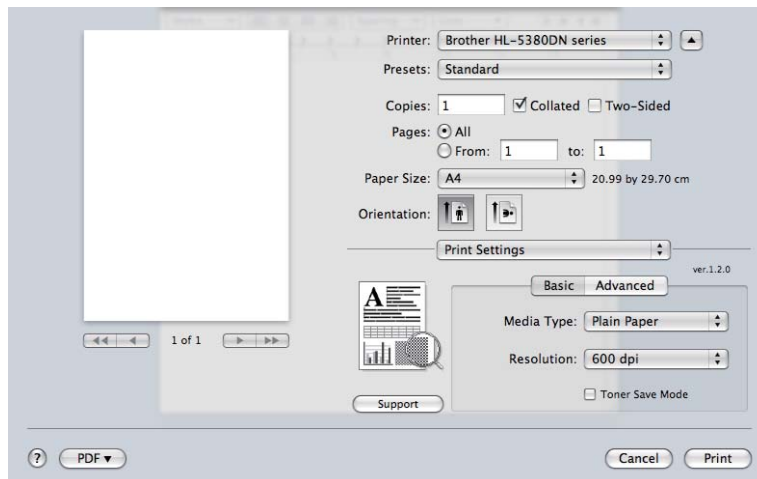 Printer: Brother HL-5380DN series
Presets: Standard
Copies: 1 Collated Two-Sided
Pages: All
From: 1 to: 1
Paper Size: A4 20.99 by 29.70 cm
Orientation:
Print Settings
ver.1.2.0
Basic Advanced
A
Media Type: Plain Paper
1 of 1
Resolution: 600 dpi
Toner Save Mode
Support
? PDF Cancel Print